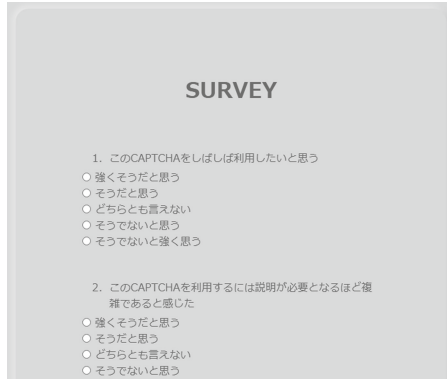 SURVEY
1. このCAPTCHAをしばしば利用したいと思う
強くそうだと思う
そうだと思う
どちらとも言えない
そうでないと思う
そうでないと強く思う
2. このCAPTCHAを利用するには説明が必要となるほど複
雑であると感じた
強くそうだと思う
そうだと思う
どちらとも言えない
そうでないと思う